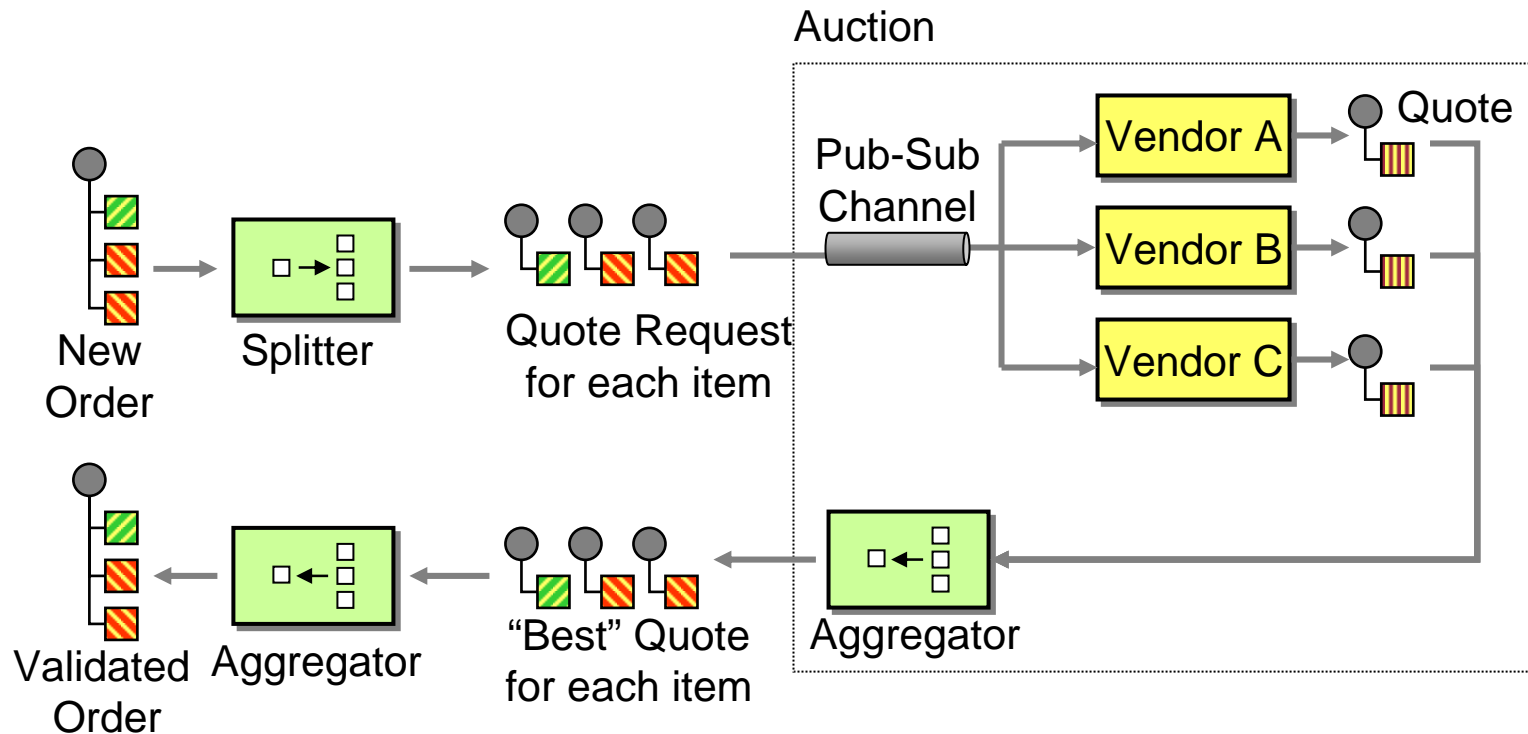 Auction
Quote
Vendor A
Pub-Sub
Channel
Vendor B
Vendor C
New
Order
Splitter
Quote Request
for each item
Validated
Order
Aggregator
“Best” Quote
for each item
Aggregator